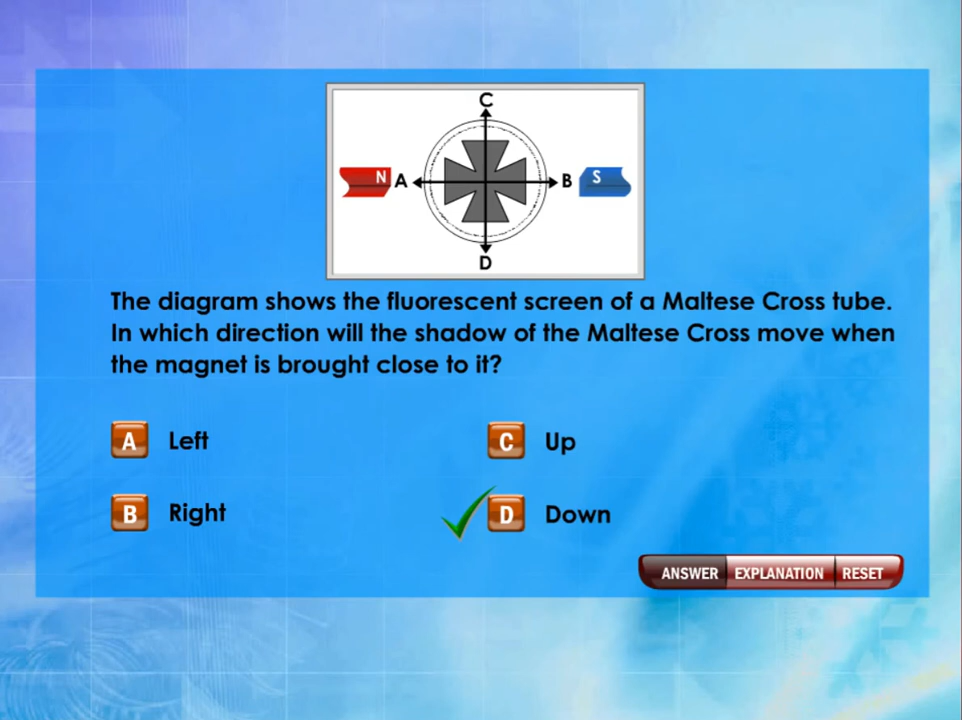 C
N A B S
D
The diagram shows the fluorescent screen of a Maltese Cross tube.
In which direction will the shadow of the Maltese Cross move when
the magnet is brought close to it?
A Left
C Up
B Right
D Down
ANSWER EXPLANATION RESET